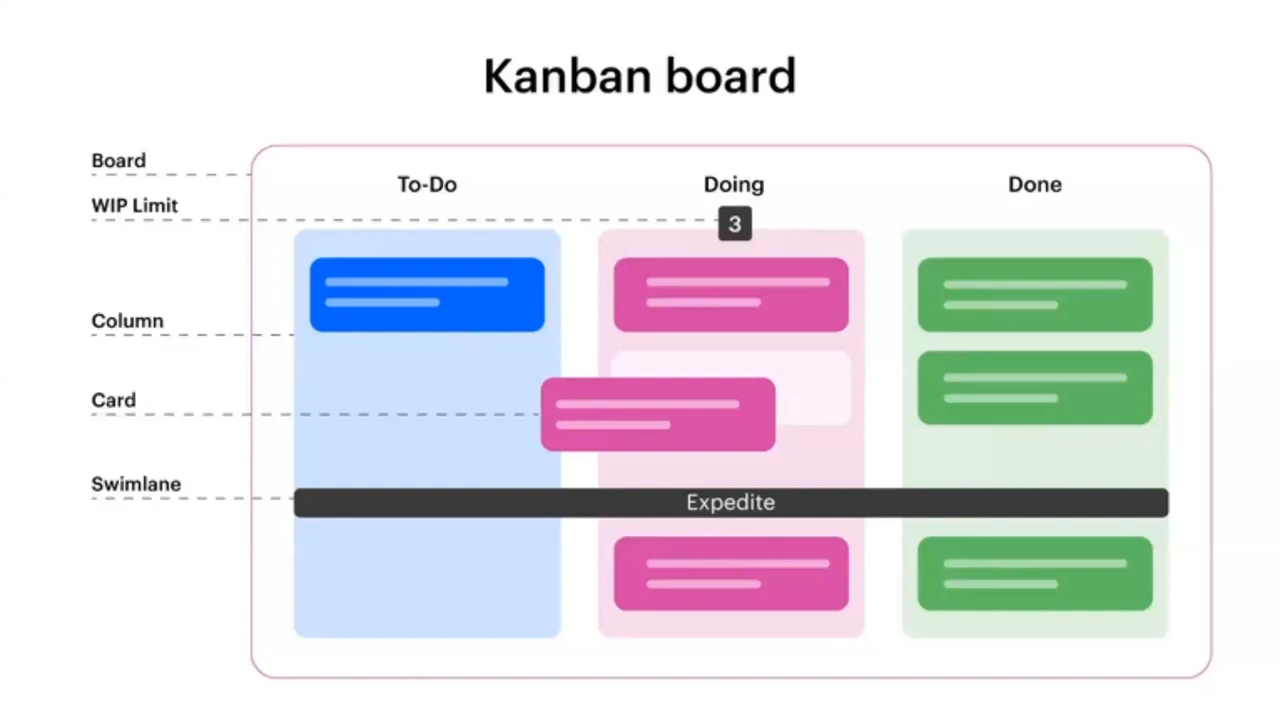 Kanban board
Board
WIP Limit
Column
Card
Swimlane
To-Do
Doing
Done
3
Expedite